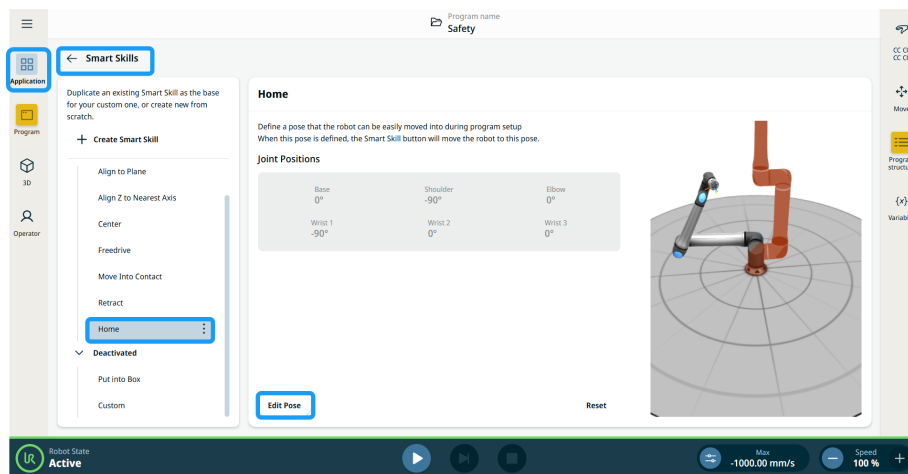 Program name
Safety
Application
Program
3D
Operator
Smart Skills
Duplicate an existing Smart Skill as the base
for your custom one, or create new from
scratch.
Create Smart Skill
Align to Plane
Align Z to Nearest Axis
Center
Freedrive
Move Into Contact
Retract
Home
Deactivated
Put into Box
Custom
Home
Define a pose that the robot can be easily moved into during program setup
When this pose is defined, the Smart Skill button will move the robot to this pose.
Joint Positions
Base Shoulder Elbow
0° -90° 0°
Wrist 1 Wrist 2 Wrist 3
-90° 0° 0°
Edit Pose
Reset
{x}
Robot State
Active
Max
-1000.00 mm/s
Speed
100 %